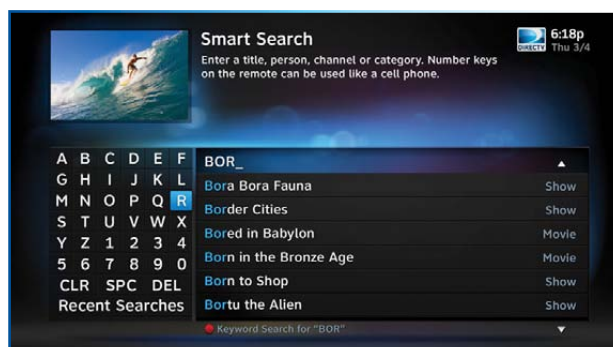 Smart Search
Enter a title, person, channel or category. Number keys
on the remote can be used like a cell phone.
DIRECTV
6:18p
Thu 3/4
A B C D E F
G H I J K L
M N O P Q R
S T U V W X
Y Z 1 2 3 4
5 6 7 8 9 0
CLR SPC DEL
Recent Searches
BOR_
Bora Bora Fauna Show
Border Cities Show
Bored in Babylon Movie
Born in the Bronze Age Movie
Born to Shop Show
Bortu the Alien Show
Keyword Search for "BOR"